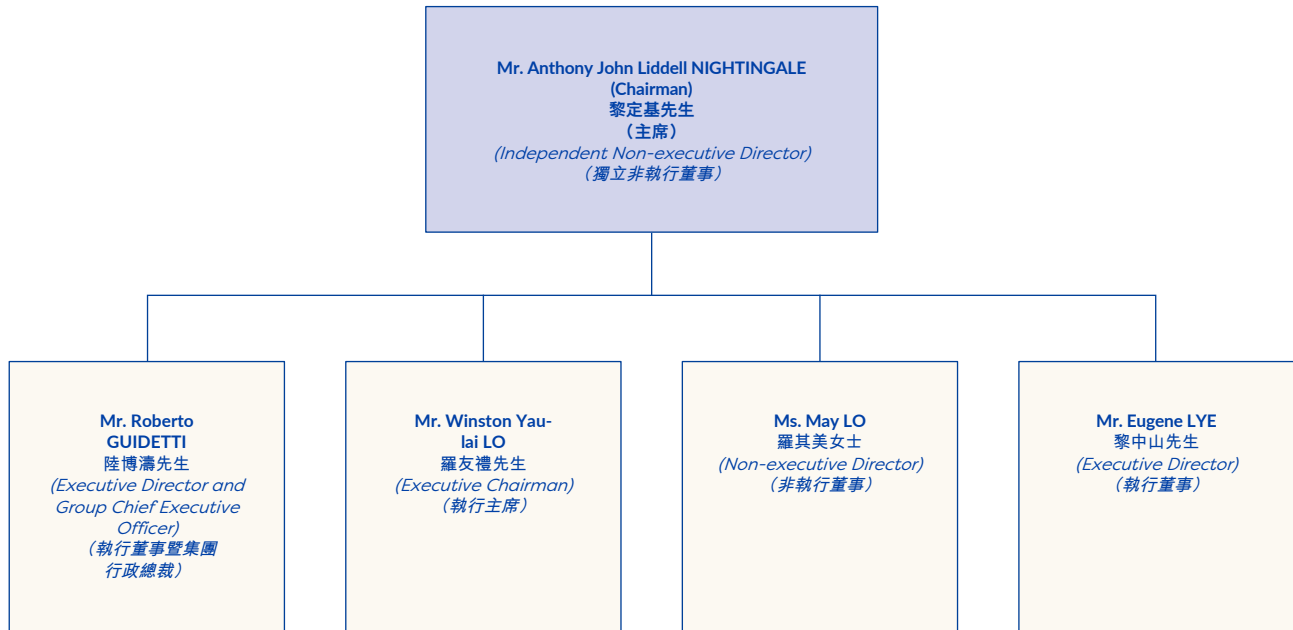 Mr. Anthony John Liddell NIGHTINGALE
(Chairman)
黎定基先生
（主席）
(Independent Non-executive Director)
（獨立非執行董事）
Mr. Roberto
GUIDETTI
陸博濤先生
(Executive Director and
Group Chief Executive
Officer)
（執行董事暨集團
行政總裁）
Mr. Winston Yau-
lai LO
羅友禮先生
(Executive Chairman)
（執行主席）
Ms. May LO
羅其美女士
(Non-executive Director)
（非執行董事）
Mr. Eugene LYE
黎中山先生
(Executive Director)
（執行董事）